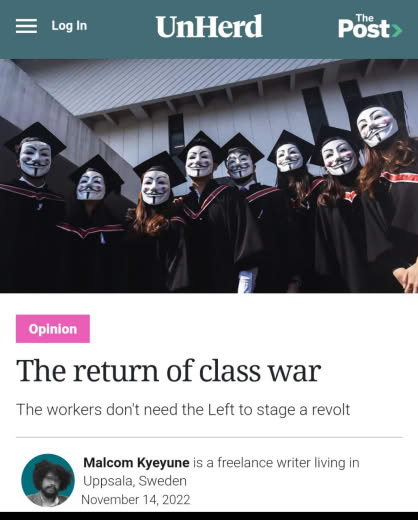 Log In
UnHerd
The
Post
Opinion
The return of class war
The workers don't need the Left to stage a revolt
Malcom Kyeyune is a freelance writer living in
Uppsala, Sweden
November 14, 2022